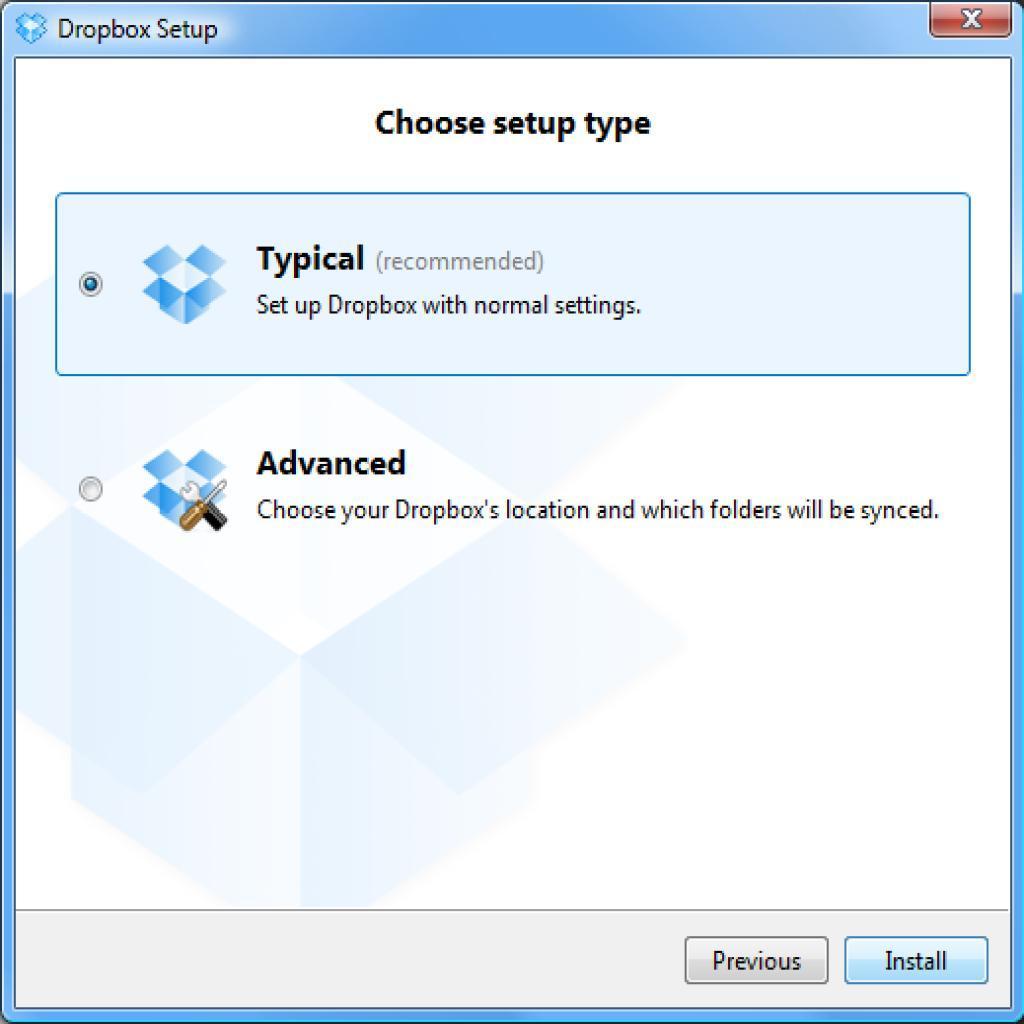 Dropbox Setup
Choose setup type
Typical (recommended)
Set up Dropbox with normal settings.
Advanced
Choose your Dropbox's location and which folders will be synced.
Previous Install